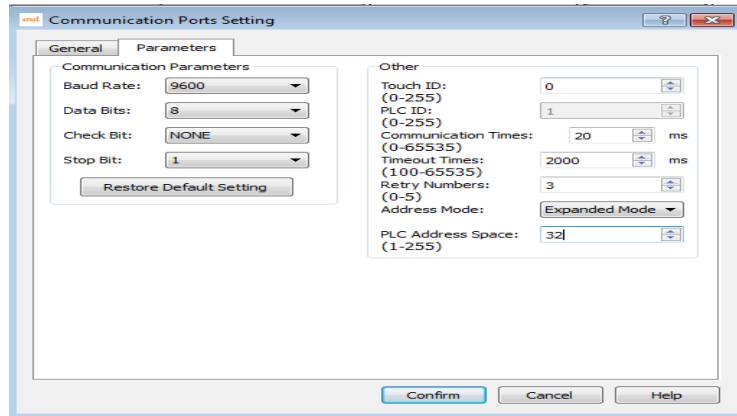 Communication Ports Setting
General Parameters
Communication Parameters
Baud Rate: 9600
Data Bits: 8
Check Bit: NONE
Stop Bit: 1
Restore Default Setting
Other
Touch ID: 0
(0-255)
PLC ID: 1
(0-255)
Communication Times: 20 ms
(0-65535)
Timeout Times: 2000 ms
(100-65535)
Retry Numbers: 3
(0-5)
Address Mode: Expanded Mode
PLC Address Space: 32
(1-255)
Confirm Cancel Help